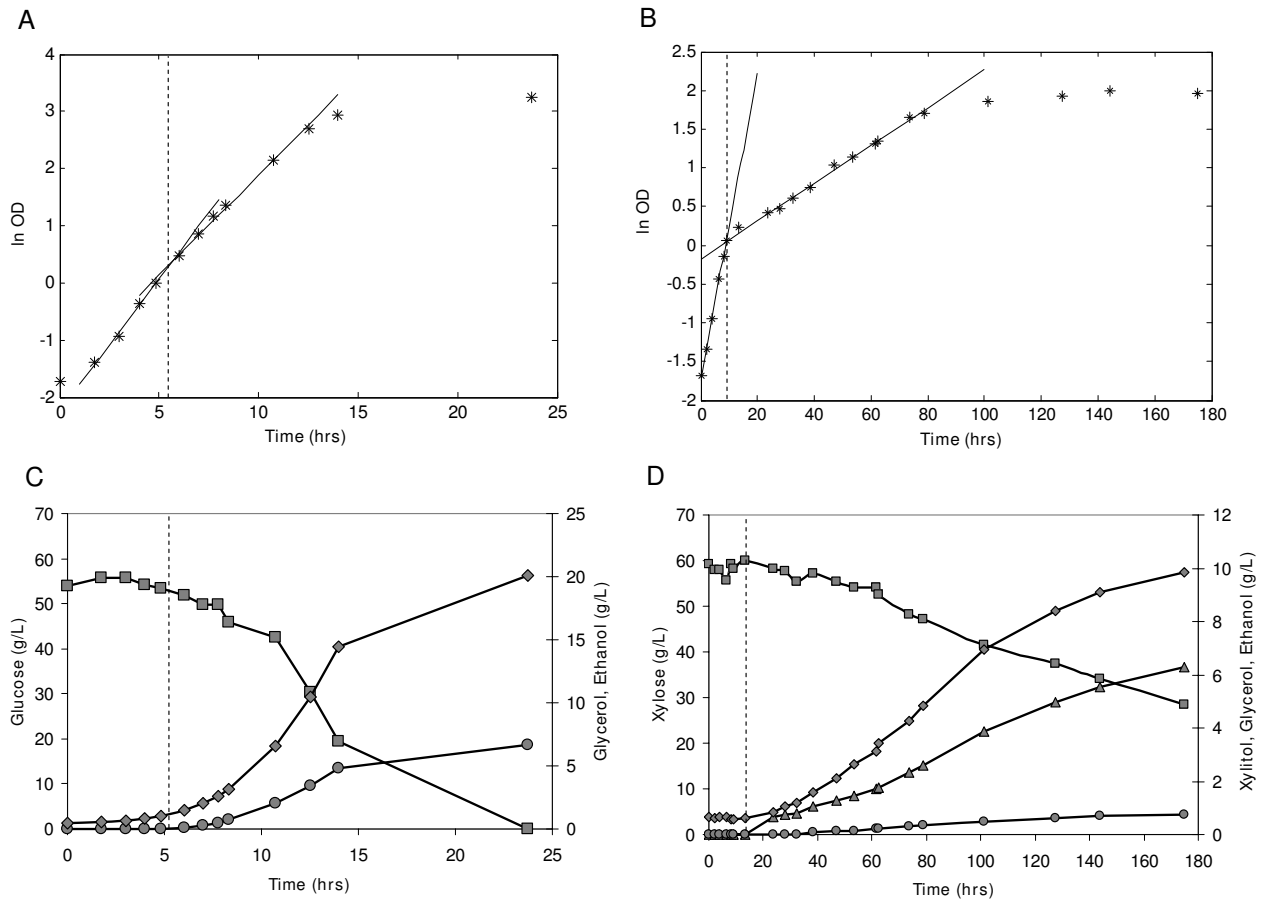 A
B
4
3
2
1
0
-1
-2
ln OD
0 5 10 15 20 25
Time (hrs)
2.5
2
1.5
1
0.5
0
-0.5
-1
-1.5
-2
ln OD
0 20 40 60 80 100 120 140 160 180
Time (hrs)
C
D
70
60
50
40
30
20
10
0
Glucose (g/L)
25
20
15
10
5
0
Glycerol, Ethanol (g/L)
0 5 10 15 20 25
Time (hrs)
70
60
50
40
30
20
10
0
Xylose (g/L)
12
10
8
6
4
2
0
Xylitol, Glycerol, Ethanol (g/L)
0 20 40 60 80 100 120 140 160 180
Time (hrs)